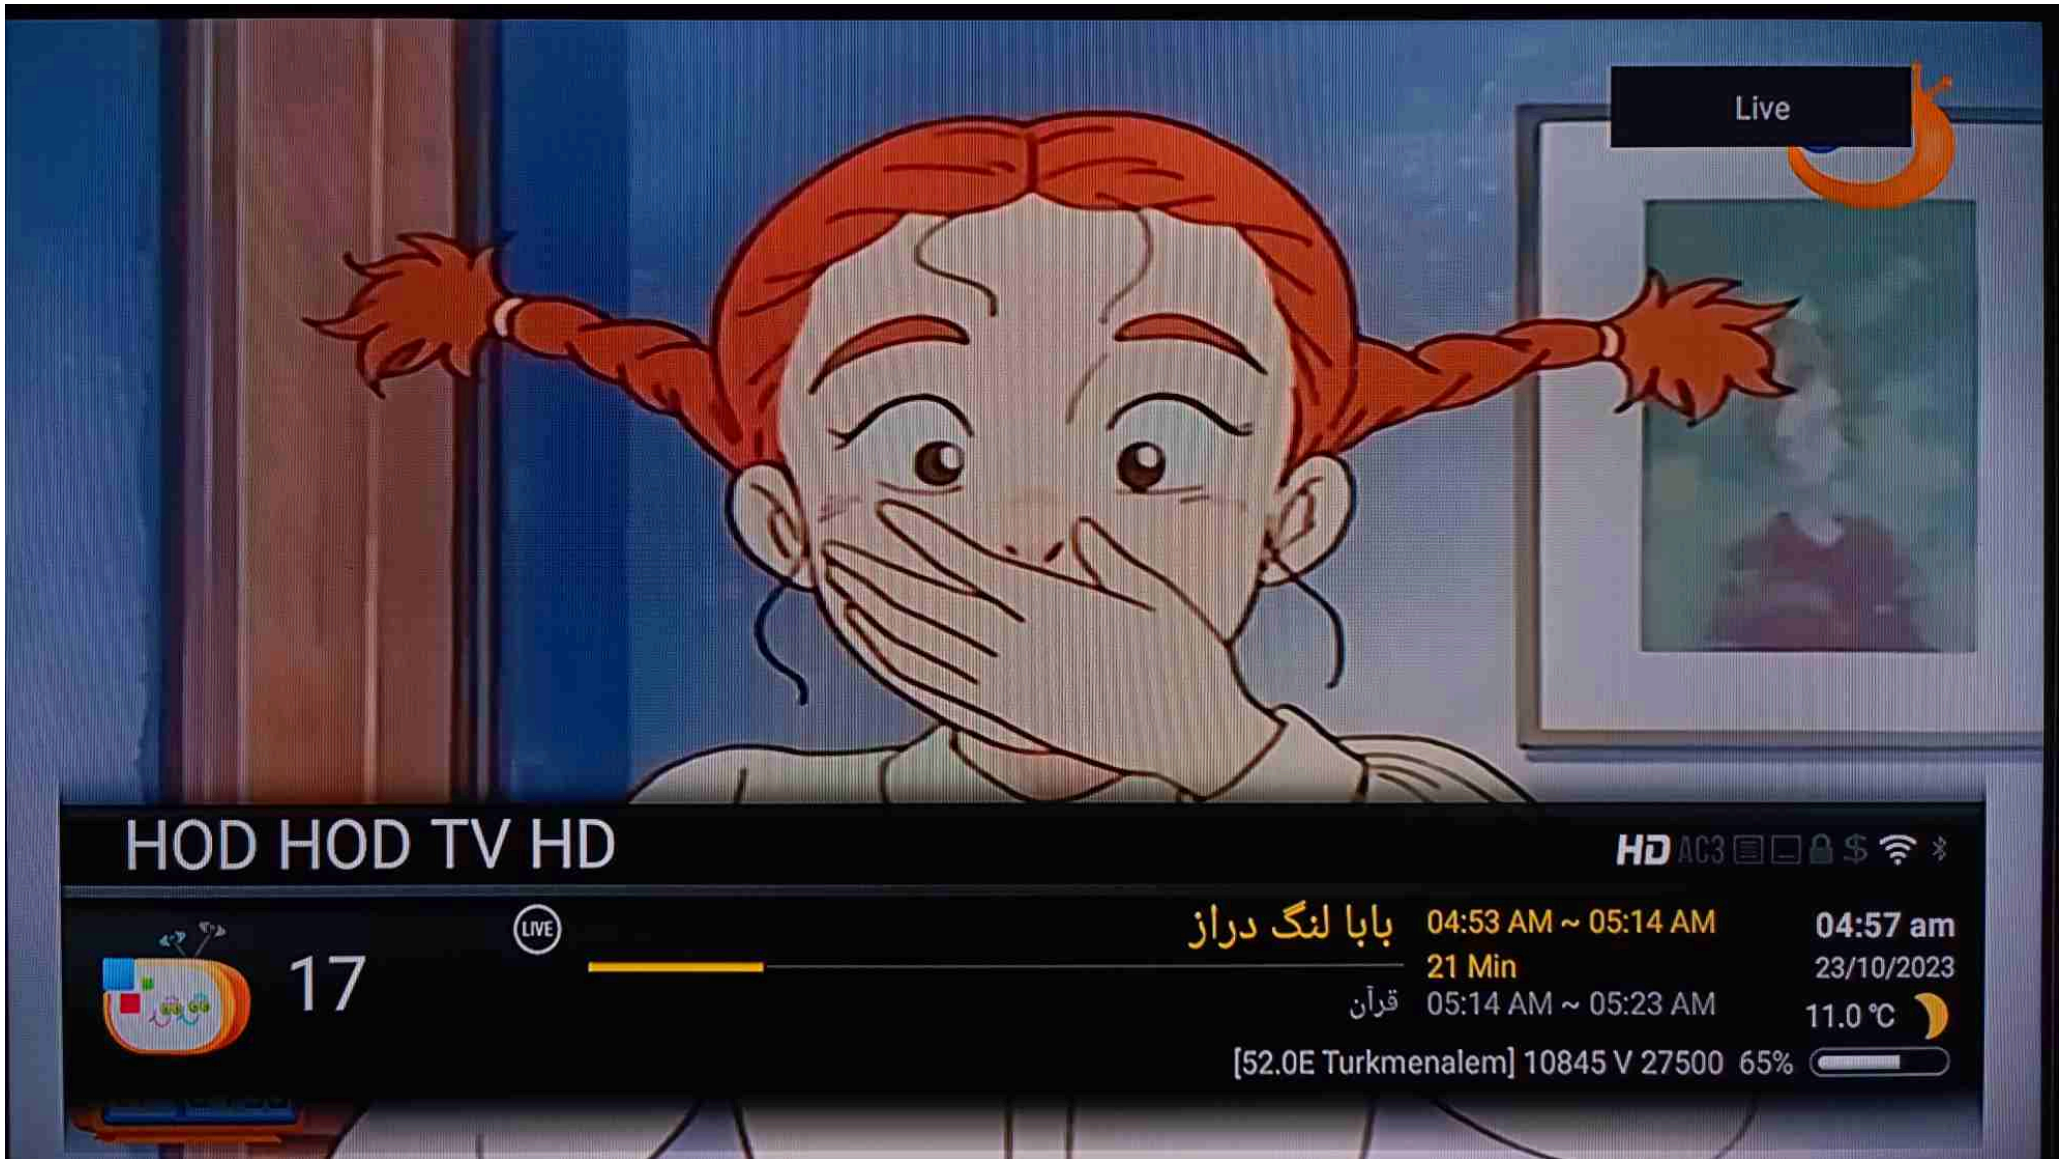 Live
HOD HOD TV HD
HD AC3 $
17
LIVE
بابا لنگ دراز 04:53 AM ~ 05:14 AM
21 Min
قرآن 05:14 AM ~ 05:23 AM
04:57 am
23/10/2023
11.0 °C
[52.0E Turkmenalem] 10845 V 27500 65%